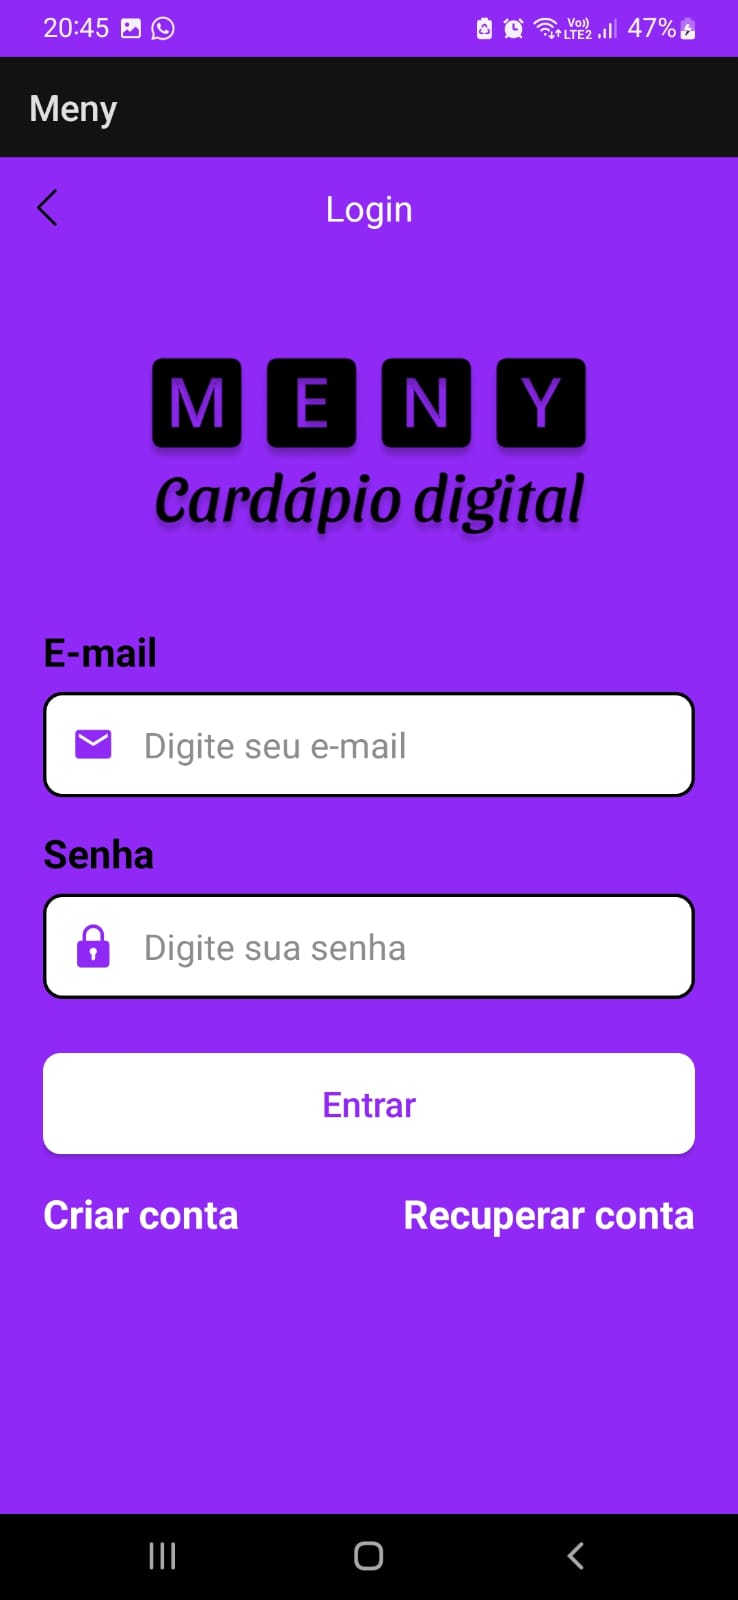 20:45 Vo)) LTE2 47%
Meny
Login
MENY
Cardápio digital
E-mail
Digite seu e-mail
Senha
Digite sua senha
Entrar
Criar conta Recuperar conta